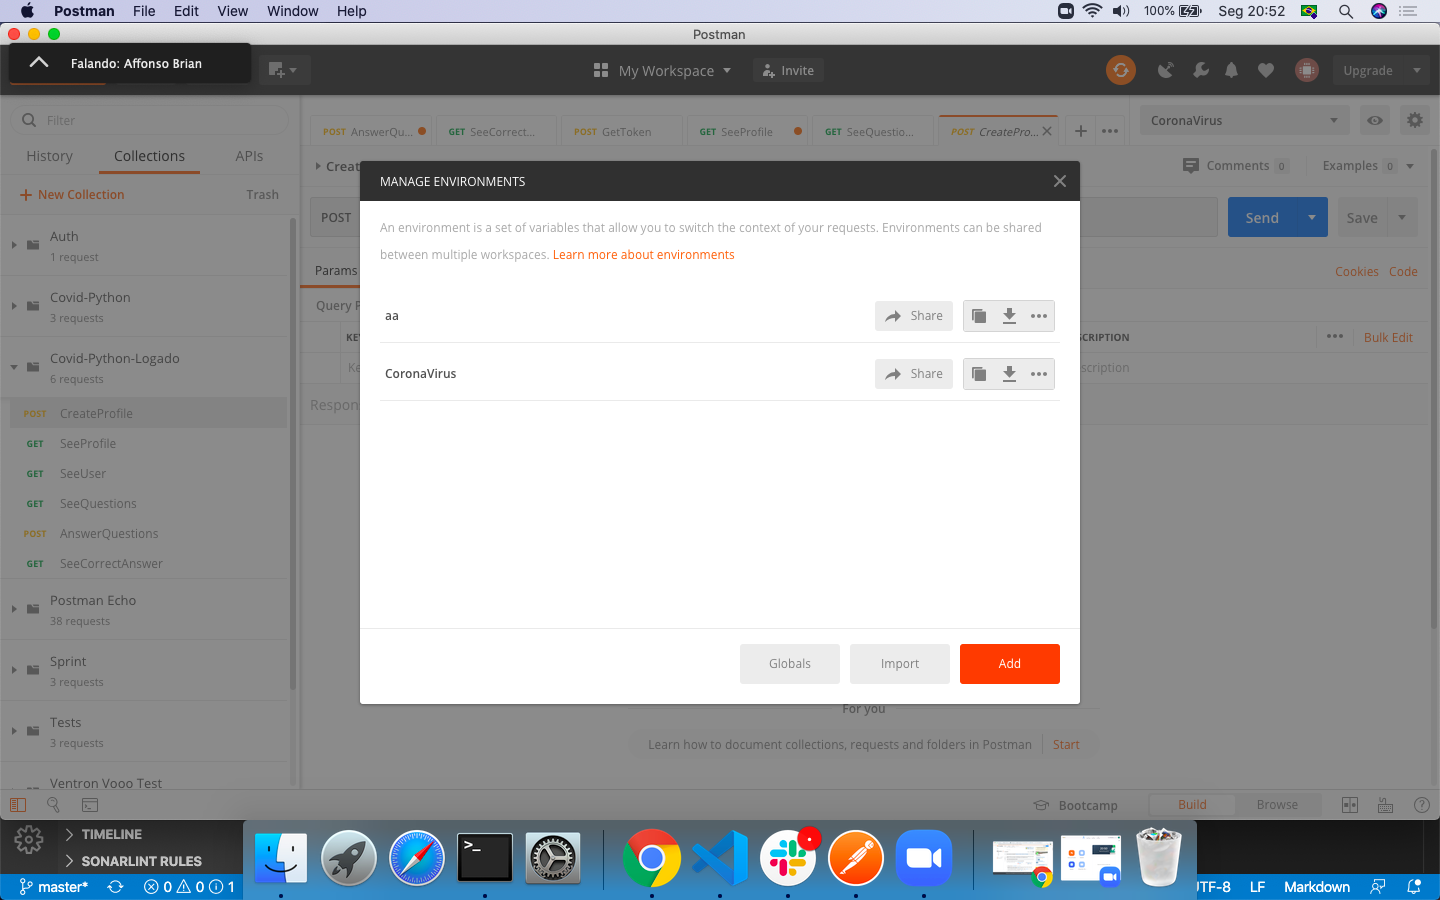 Postman File Edit View Window Help 100% Seg 20:52
Postman
Falando: Affonso Brian
My Workspace Invite Upgrade
Filter
History Collections APIs
+ New Collection Trash
Auth
1 request
Covid-Python
3 requests
Covid-Python-Logado
6 requests
POST CreateProfile
GET SeeProfile
GET SeeUser
GET SeeQuestions
POST AnswerQuestions
GET SeeCorrectAnswer
Postman Echo
38 requests
Sprint
3 requests
Tests
3 requests
Ventron Vooo Test
POST AnswerQu... GET SeeCorrect... POST GetToken GET SeeProfile GET SeeQuestio... POST CreatePro... CoronaVirus
Creat Comments 0 Examples 0
POST Send Save
Params Cookies Code
Query P
KE SCRIPTION Bulk Edit
Ke scription
Respon
MANAGE ENVIRONMENTS
An environment is a set of variables that allow you to switch the context of your requests. Environments can be shared
between multiple workspaces. Learn more about environments
aa Share
CoronaVirus Share
Globals Import Add
For you
Learn how to document collections, requests and folders in Postman Start
Bootcamp Build Browse
TIMELINE
SONARLINT RULES
master* 0 0 1 UTF-8 LF Markdown